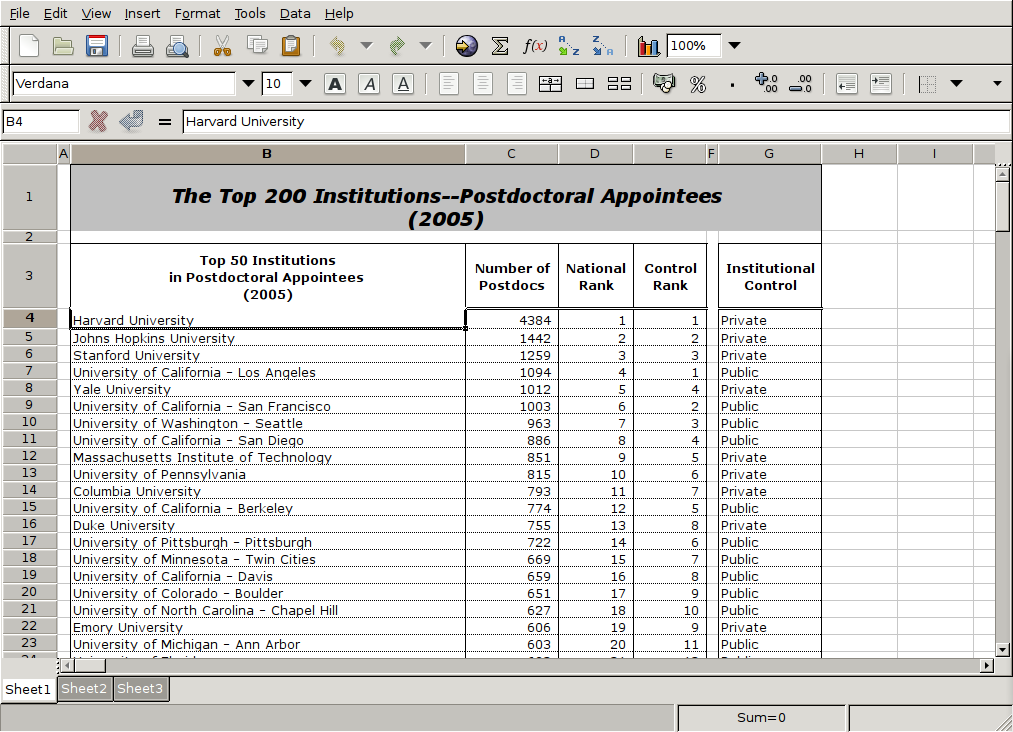 File Edit View Insert Format Tools Data Help
f(x) A Z Z A 100%
Verdana 10 A A A % . +.0 .00
B4 = Harvard University
A B C D E F G H I
1 The Top 200 Institutions--Postdoctoral Appointees
(2005)
2
3 Top 50 Institutions
in Postdoctoral Appointees
(2005)
Number of
Postdocs
National
Rank
Control
Rank
Institutional
Control
4 Harvard University 4384 1 1 Private
5 Johns Hopkins University 1442 2 2 Private
6 Stanford University 1259 3 3 Private
7 University of California - Los Angeles 1094 4 1 Public
8 Yale University 1012 5 4 Private
9 University of California - San Francisco 1003 6 2 Public
10 University of Washington - Seattle 963 7 3 Public
11 University of California - San Diego 886 8 4 Public
12 Massachusetts Institute of Technology 851 9 5 Private
13 University of Pennsylvania 815 10 6 Private
14 Columbia University 793 11 7 Private
15 University of California - Berkeley 774 12 5 Public
16 Duke University 755 13 8 Private
17 University of Pittsburgh - Pittsburgh 722 14 6 Public
18 University of Minnesota - Twin Cities 669 15 7 Public
19 University of California - Davis 659 16 8 Public
20 University of Colorado - Boulder 651 17 9 Public
21 University of North Carolina - Chapel Hill 627 18 10 Public
22 Emory University 606 19 9 Private
23 University of Michigan - Ann Arbor 603 20 11 Public
Sheet1 Sheet2 Sheet3
Sum=0